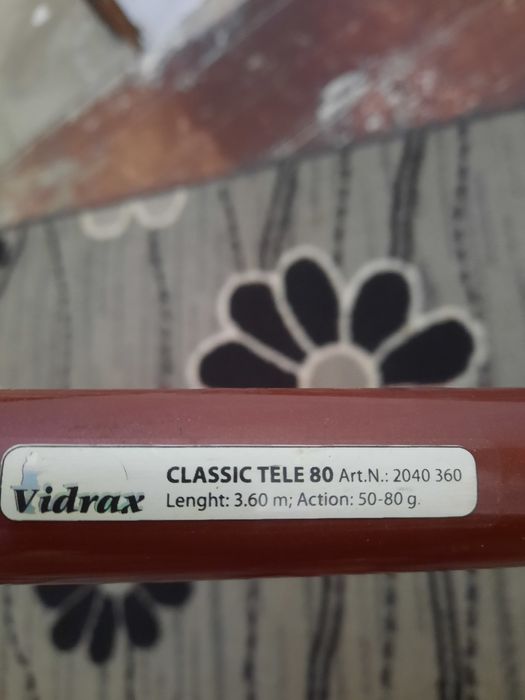 Vidrax
CLASSIC TELE 80 Art.N.: 2040 360
Lenght: 3.60 m; Action: 50-80 g.